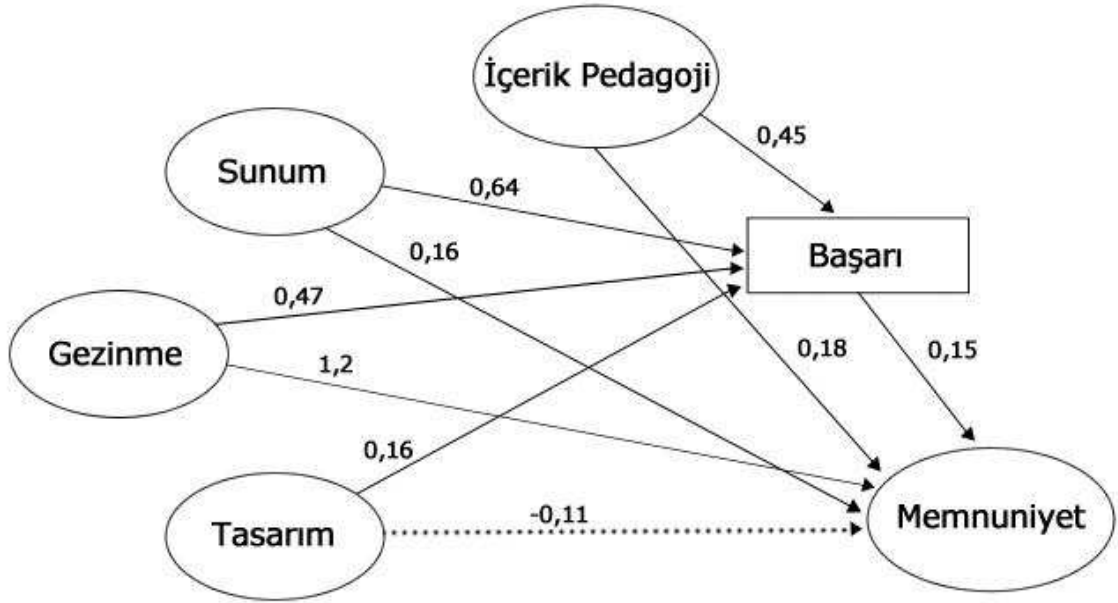 İçerik Pedagoji
0,45
Sunum
0,64
0,16
Başarı
0,47
Gezinme
1,2
0,18
0,15
0,16
Tasarım
-0,11
Memnuniyet